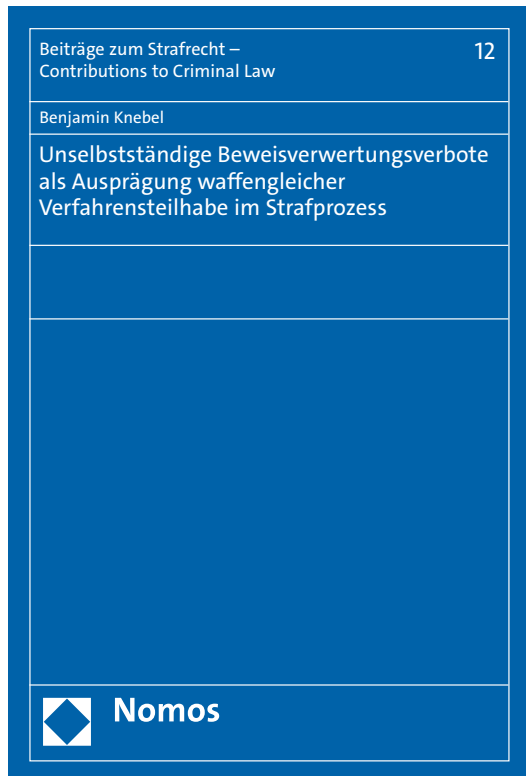 Beiträge zum Strafrecht –
Contributions to Criminal Law
12
Benjamin Knebel
Unselbstständige Beweisverwertungsverbote
als Ausprägung waffengleicher
Verfahrensteilhabe im Strafprozess
Nomos